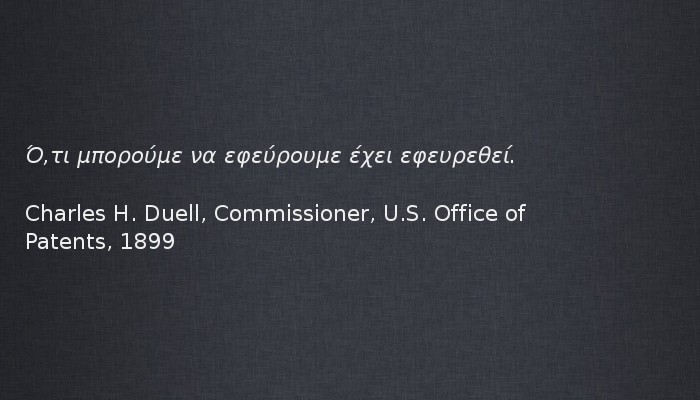 Ό,τι μπορούμε να εφεύρουμε έχει εφευρεθεί.
Charles H. Duell, Commissioner, U.S. Office of
Patents, 1899